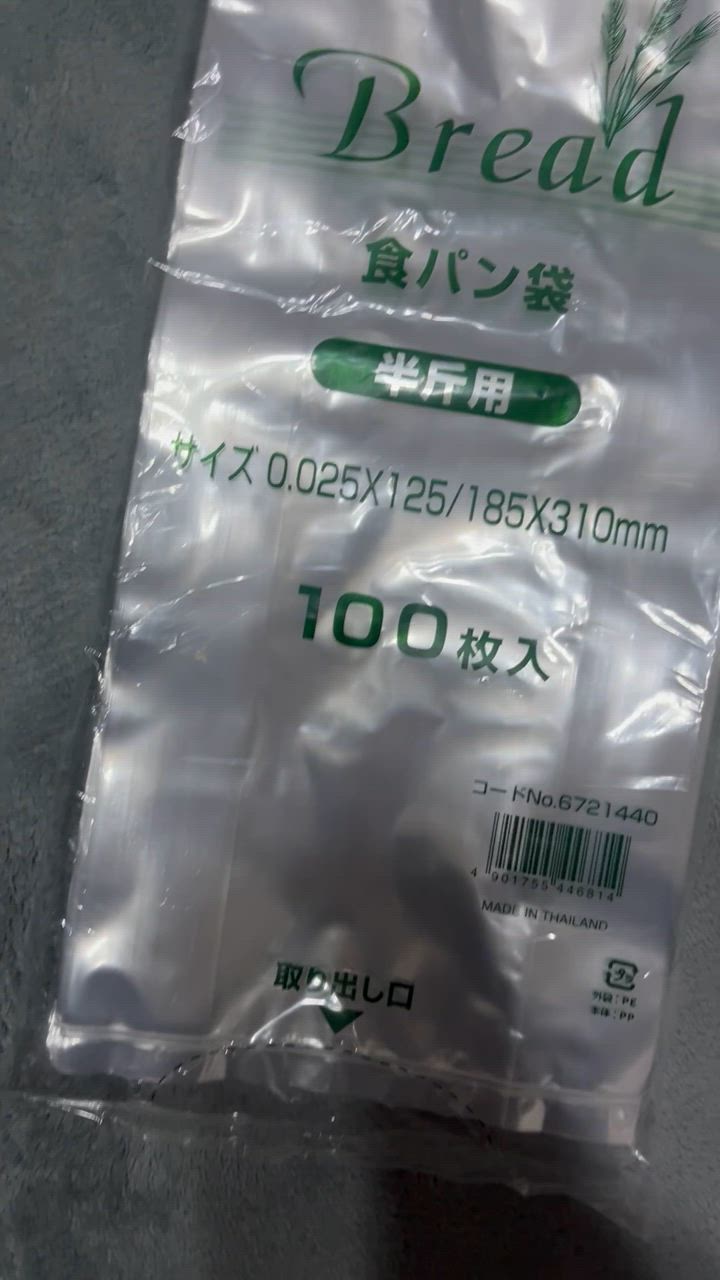 Bread
食パン袋
半斤用
サイズ 0.025X125/185X310mm
100枚入
コードNo.6721440
4 901755 446814
MADE IN THAILAND
取り出し口
外袋:PE
本体:PP